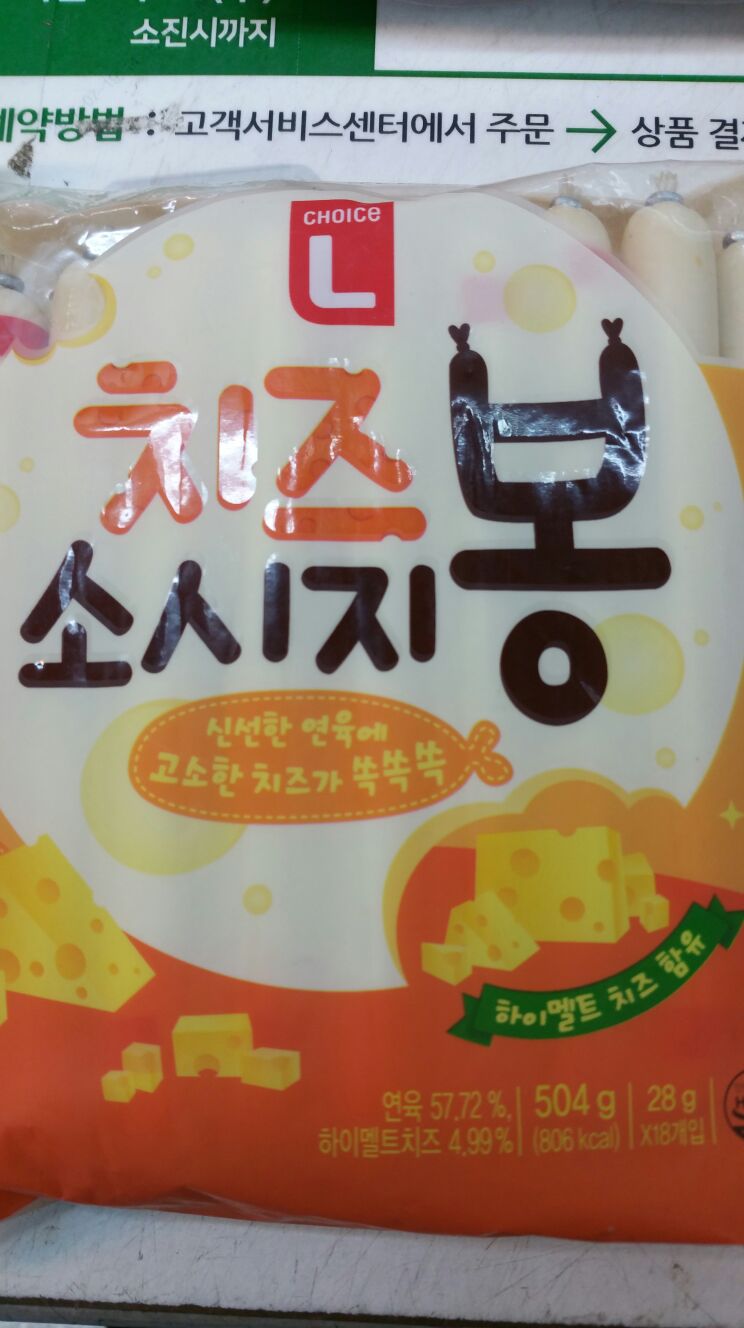 소진시까지
예약방법 : 고객서비스센터에서 주문 → 상품
CHOICe
L
치즈
소시지
봉
신선한 연육에
고소한 치즈가 쏙쏙쏙
하이멜트 치즈 함유
연육 57.72 %,
하이멜트치즈 4.99 %
504 g
(806 kcal)
28 g
X18개입